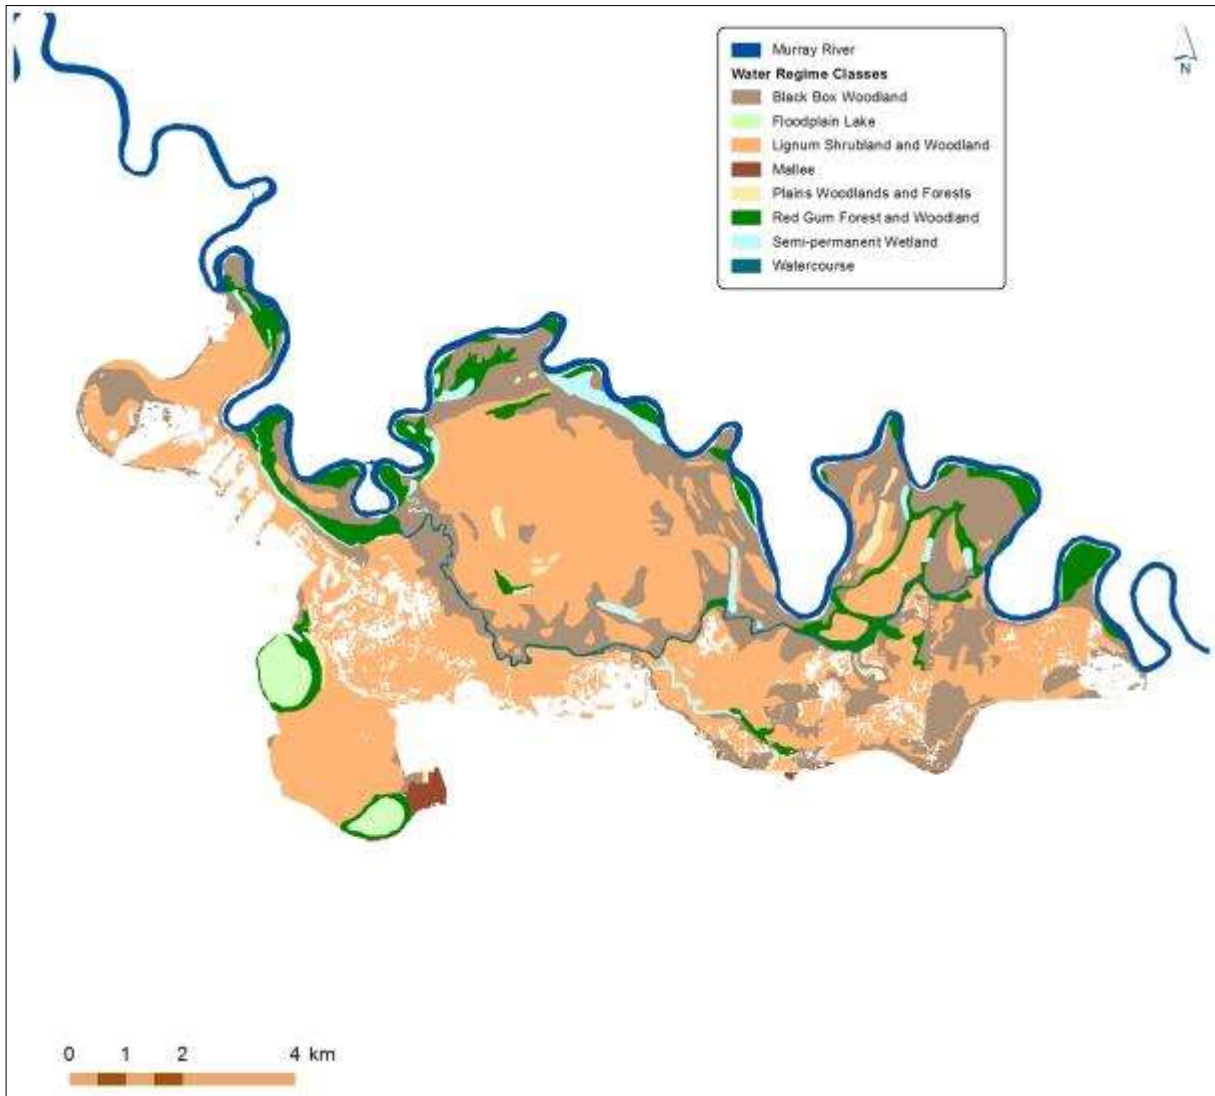 Murray River
Water Regime Classes
Black Box Woodland
Floodplain Lake
Lignum Shrubland and Woodland
Mallee
Plains Woodlands and Forests
Red Gum Forest and Woodland
Semi-permanent Wetland
Watercourse
N
0 1 2 4 km